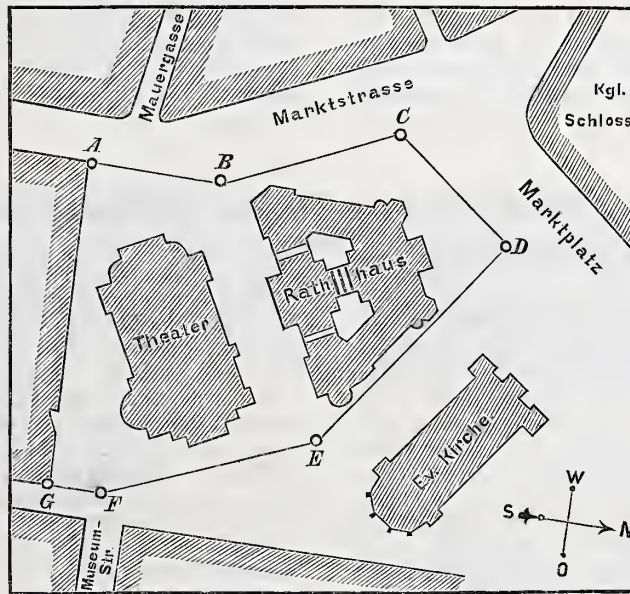 Mauergasse
Marktstrasse
Kgl.
Schloss
Marktplatz
A
B
C
D
Rathhaus
Theater
E
Ev. Kirche.
G
F
Museum-
Str.
W
S
N
O